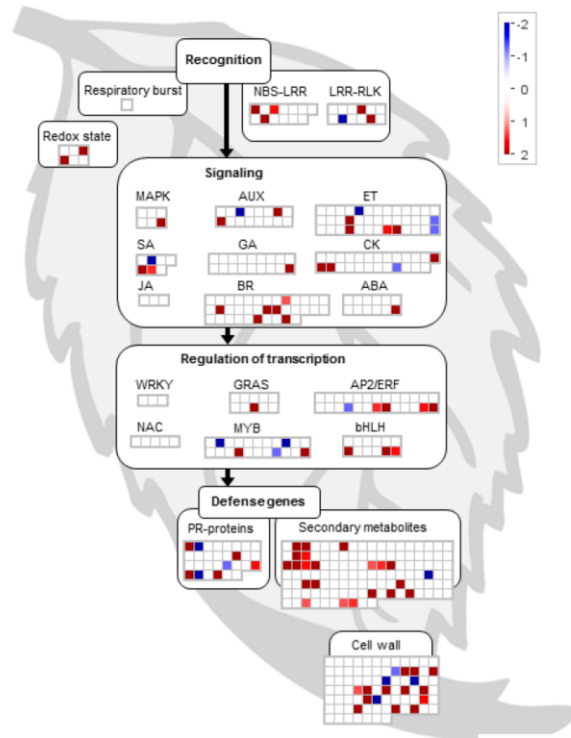 Recognition
Respiratory burst
NBS-LRR LRR-RLK
Redox state
-2
-1
0
1
2
Signaling
MAPK AUX ET
SA GA CK
JA BR ABA
Regulation of transcription
WRKY GRAS AP2/ERF
NAC MYB bHLH
Defense genes
PR-proteins Secondary metabolites
Cell wall